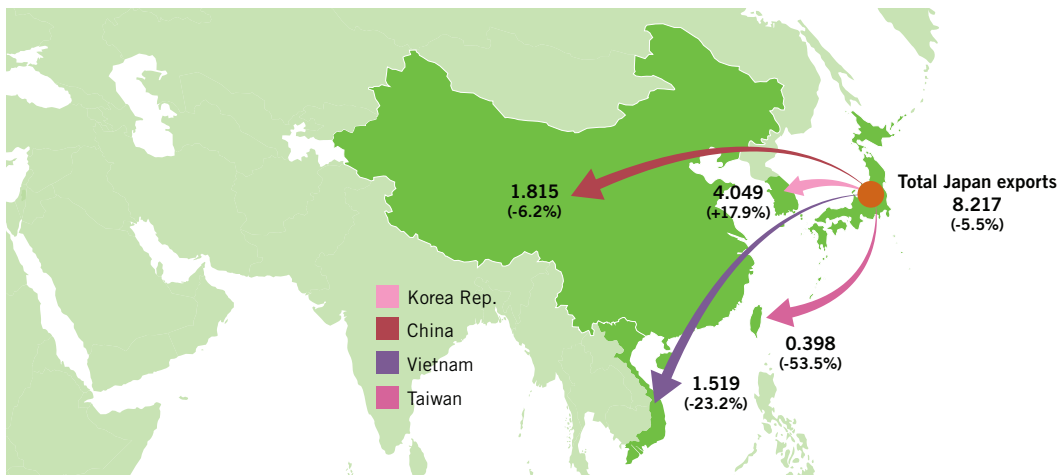 Total Japan exports
8.217
(-5.5%)
1.815
(-6.2%)
4.049
(+17.9%)
Korea Rep.
China
Vietnam
Taiwan
0.398
(-53.5%)
1.519
(-23.2%)